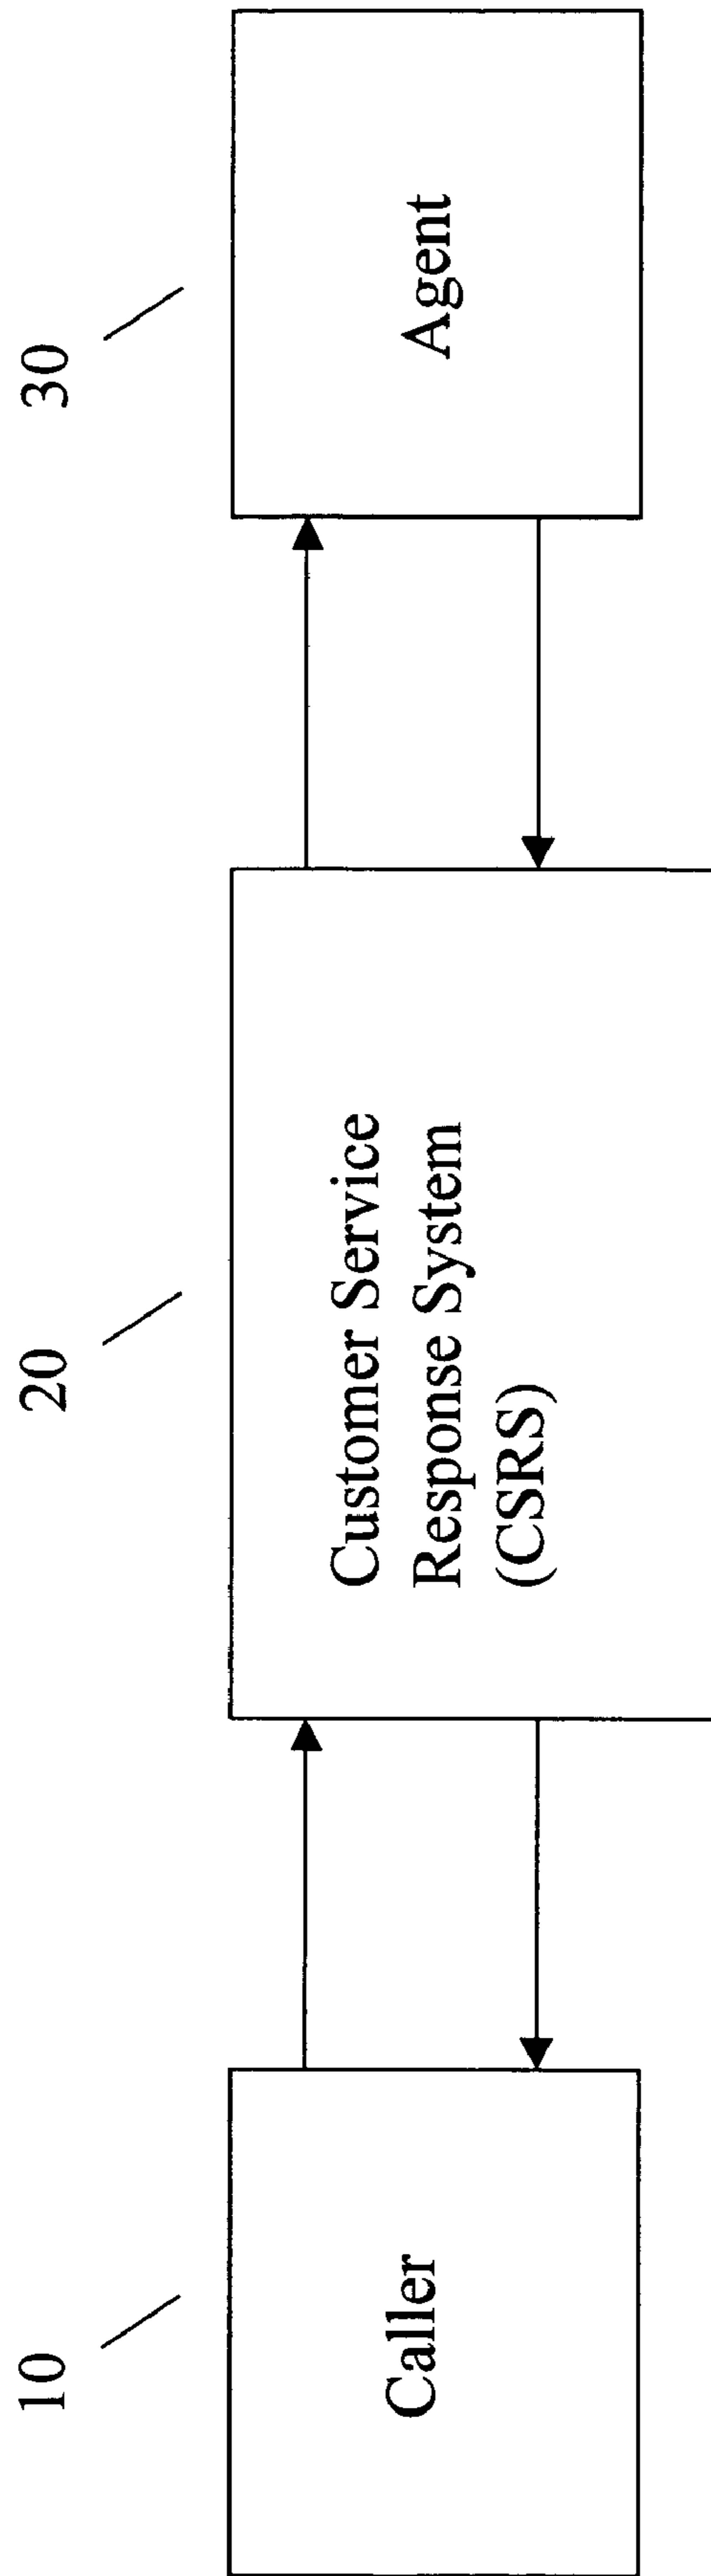 10
20
30
Caller
Customer Service
Response System
(CSRS)
Agent